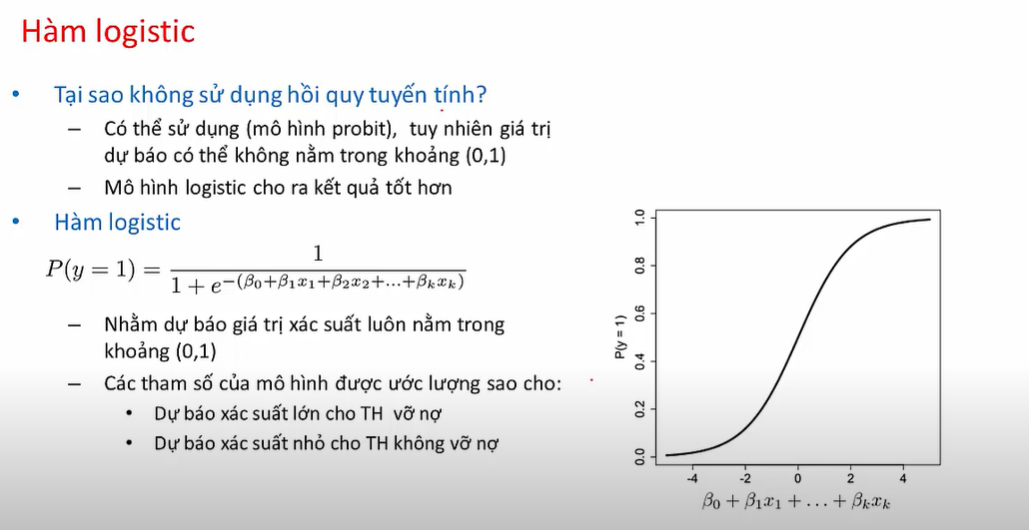 Hàm logistic
• Tại sao không sử dụng hồi quy tuyến tính?
– Có thể sử dụng (mô hình probit), tuy nhiên giá trị
dự báo có thể không nằm trong khoảng (0,1)
– Mô hình logistic cho ra kết quả tốt hơn
• Hàm logistic
P(y = 1) = 1 / (1 + e^−(β₀+β₁x₁+β₂x₂+...+βₖxₖ))
– Nhằm dự báo giá trị xác suất luôn nằm trong
khoảng (0,1)
– Các tham số của mô hình được ước lượng sao cho:
• Dự báo xác suất lớn cho TH vỡ nợ
• Dự báo xác suất nhỏ cho TH không vỡ nợ
P(y = 1)
1.0
0.8
0.6
0.4
0.2
0.0
-4 -2 0 2 4
β₀ + β₁x₁ + . . . + βₖxₖ